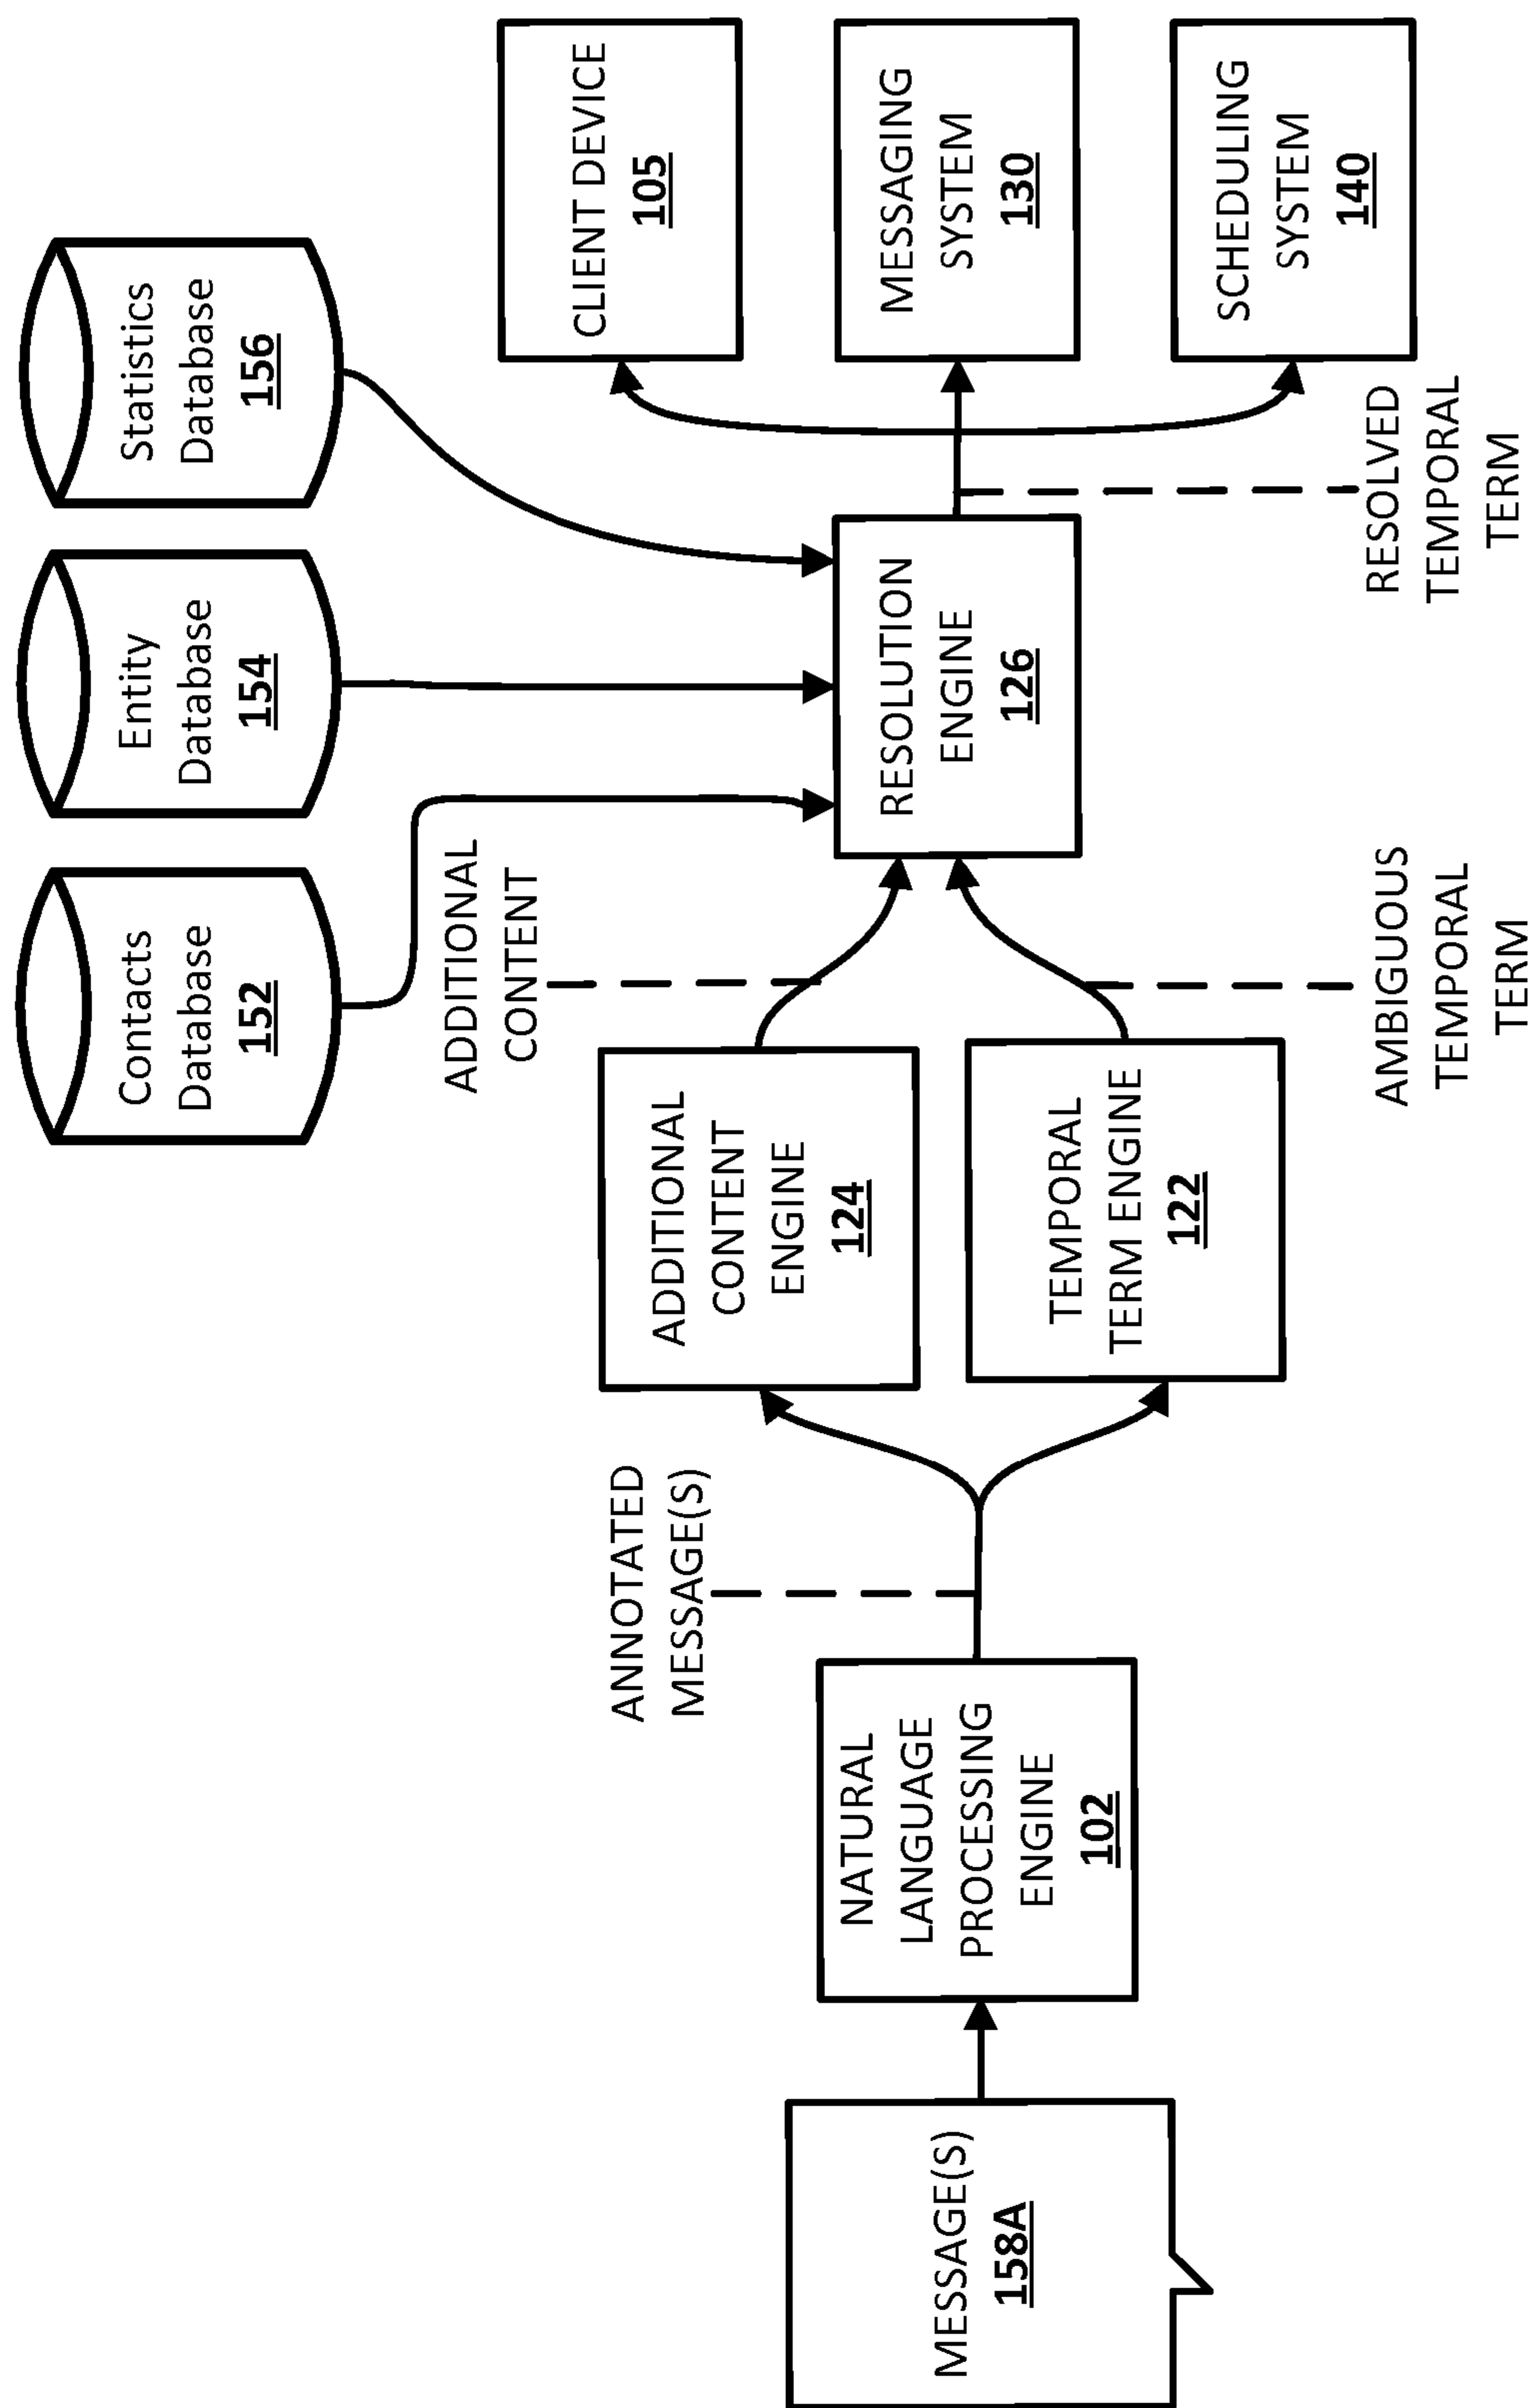 Contacts
Database
152
Entity
Database
154
Statistics
Database
156
ADDITIONAL
CONTENT
CLIENT DEVICE
105
ANNOTATED
MESSAGE(S)
ADDITIONAL
CONTENT
ENGINE
124
MESSAGE(S)
158A
NATURAL
LANGUAGE
PROCESSING
ENGINE
102
RESOLUTION
ENGINE
126
MESSAGING
SYSTEM
130
TEMPORAL
TERM ENGINE
122
SCHEDULING
SYSTEM
140
AMBIGUOUS
TEMPORAL
TERM
RESOLVED
TEMPORAL
TERM